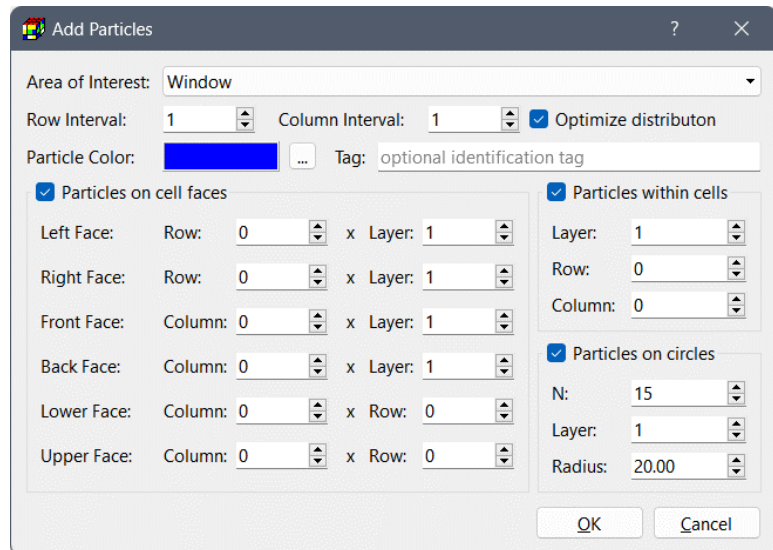 Add Particles ?
Area of Interest: Window
Row Interval: 1 Column Interval: 1 Optimize distributon
Particle Color: ... Tag: optional identification tag
Particles on cell faces
Left Face: Row: 0 x Layer: 1
Right Face: Row: 0 x Layer: 1
Front Face: Column: 0 x Layer: 1
Back Face: Column: 0 x Layer: 1
Lower Face: Column: 0 x Row: 0
Upper Face: Column: 0 x Row: 0
Particles within cells
Layer: 1
Row: 0
Column: 0
Particles on circles
N: 15
Layer: 1
Radius: 20.00
OK Cancel